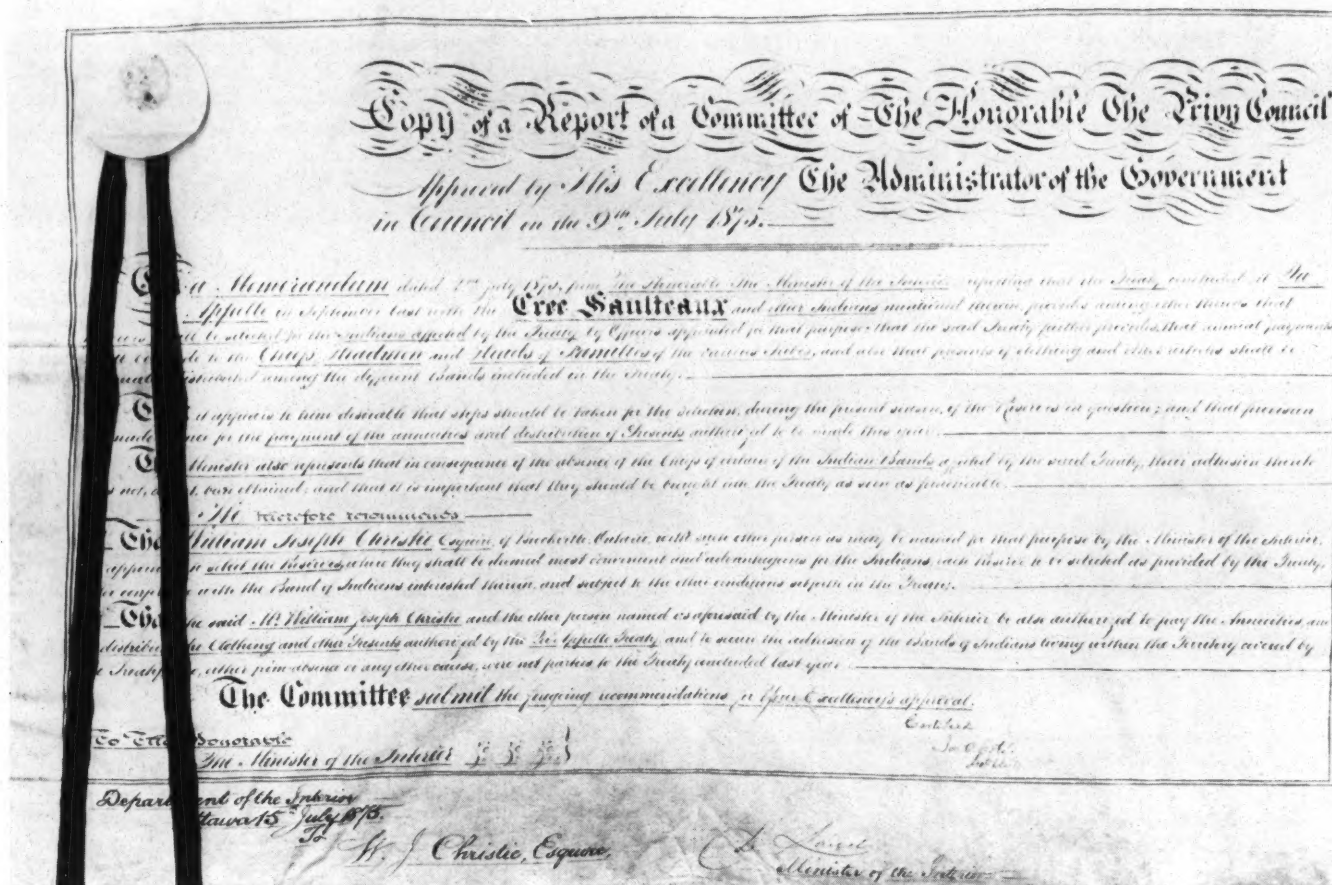 Copy of a Report of a Committee of The Honorable The Privy Council
Approved by His Excellency The Administrator of the Government
in Council on the 9th July 1875.
a Memorandum dated 2nd July 1875, from The Honorable The Minister of the Interior, reporting that the Treaty concluded at Qu
Appelle in September last with the Cree Saulteaux and other Indians mentioned therein, provides among other things that
be selected for the Indians affected by the Treaty by Officers appointed for that purpose; that the said Treaty further provides that annual payments
to the Chiefs, Headmen and Heads of Families of the various Tribes, and also that presents of clothing and other articles shall be
distributed among the different Bands included in the Treaty.
it appears to him desirable that steps should be taken for the selection, during the present season, of the Reserves in question; and that provision
made for the payment of the annuities and distribution of Presents authorized to be made this year.
The Minister also represents that in consequence of the absence of the Chiefs of certain of the Indian Bands affected by the said Treaty, their adhesion thereto
not, been obtained; and that it is important that they should be brought into the Treaty as soon as practicable.
He therefore recommends
William Joseph Christie Esquire, of Brockville Ontario, with such other person as may be named for that purpose by the Minister of the Interior,
select the Reserves, where they shall be deemed most convenient and advantageous for the Indians, each Reserve to be selected as provided by the Treaty,
with the Band of Indians interested therein, and subject to the other conditions set forth in the Treaty.
said Mr. William Joseph Christie and the other person named as aforesaid by the Minister of the Interior be also authorized to pay the Annuities, and
Clothing and other Presents authorized by the Qu'Appelle Treaty and to secure the adhesion of the Bands of Indians living within the Territory covered by
either from absence or any other cause, were not parties to the Treaty concluded last year.
The Committee submit the foregoing recommendations for Your Excellency's approval.
Certified
To The Honorable
The Minister of the Interior &c &c &c
Department of the Interior
Ottawa 15 July 1875.
To
W. J Christie, Esquire,
D Laird
Minister of the Interior